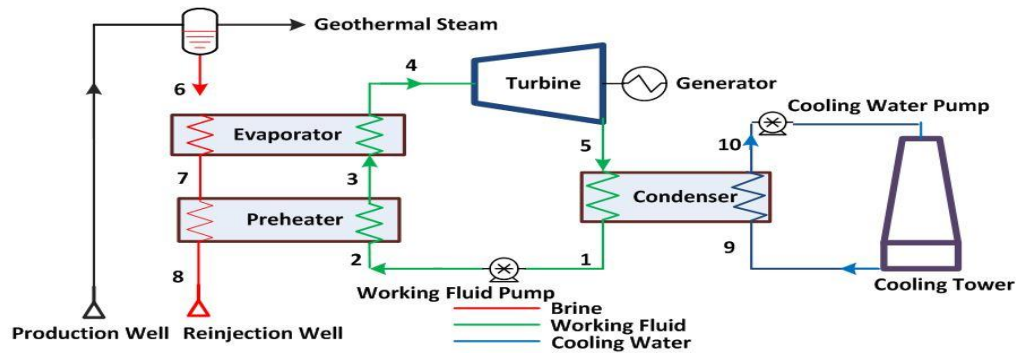 Geothermal Steam
6
4
Turbine
Generator
Cooling Water Pump
Evaporator
5
10
7
3
Condenser
Preheater
8
2
1
9
Working Fluid Pump
Cooling Tower
Production Well
Reinjection Well
Brine
Working Fluid
Cooling Water